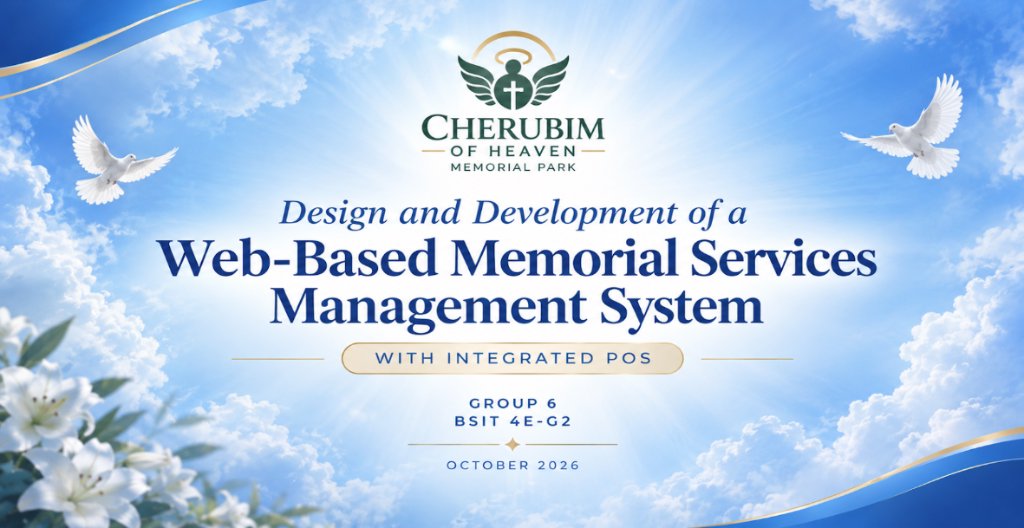 CHERUBIM
OF HEAVEN
MEMORIAL PARK
Design and Development of a
Web-Based Memorial Services
Management System
WITH INTEGRATED POS
GROUP 6
BSIT 4E-G2
OCTOBER 2026